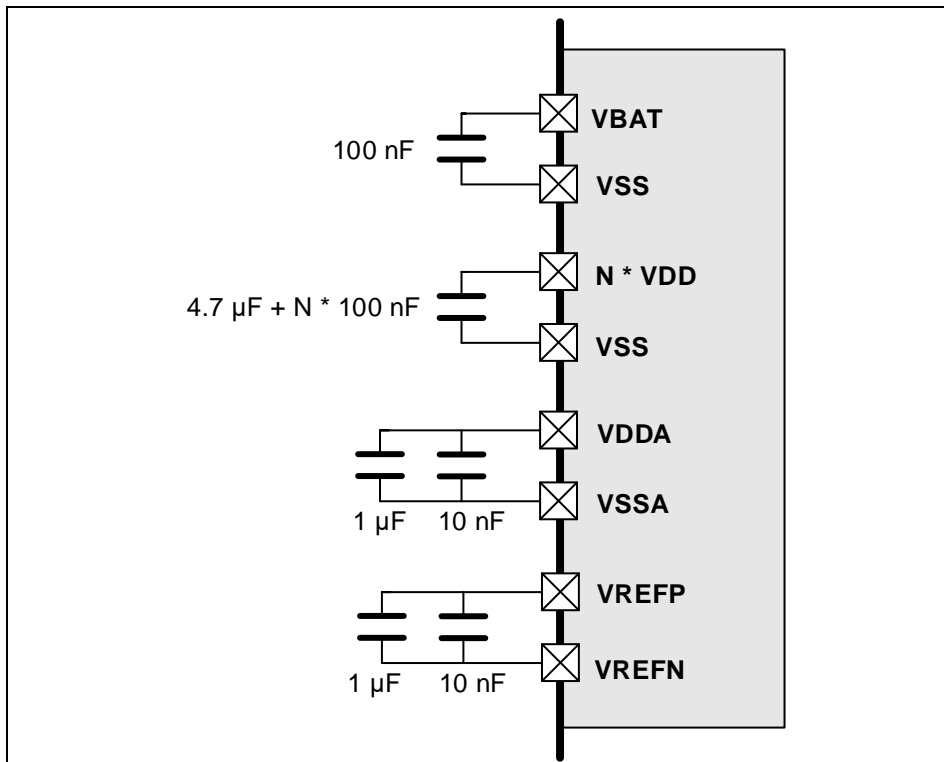 VBAT
100 nF
VSS
N * VDD
4.7 µF + N * 100 nF
VSS
VDDA
VSSA
1 µF 10 nF
VREFP
VREFN
1 µF 10 nF